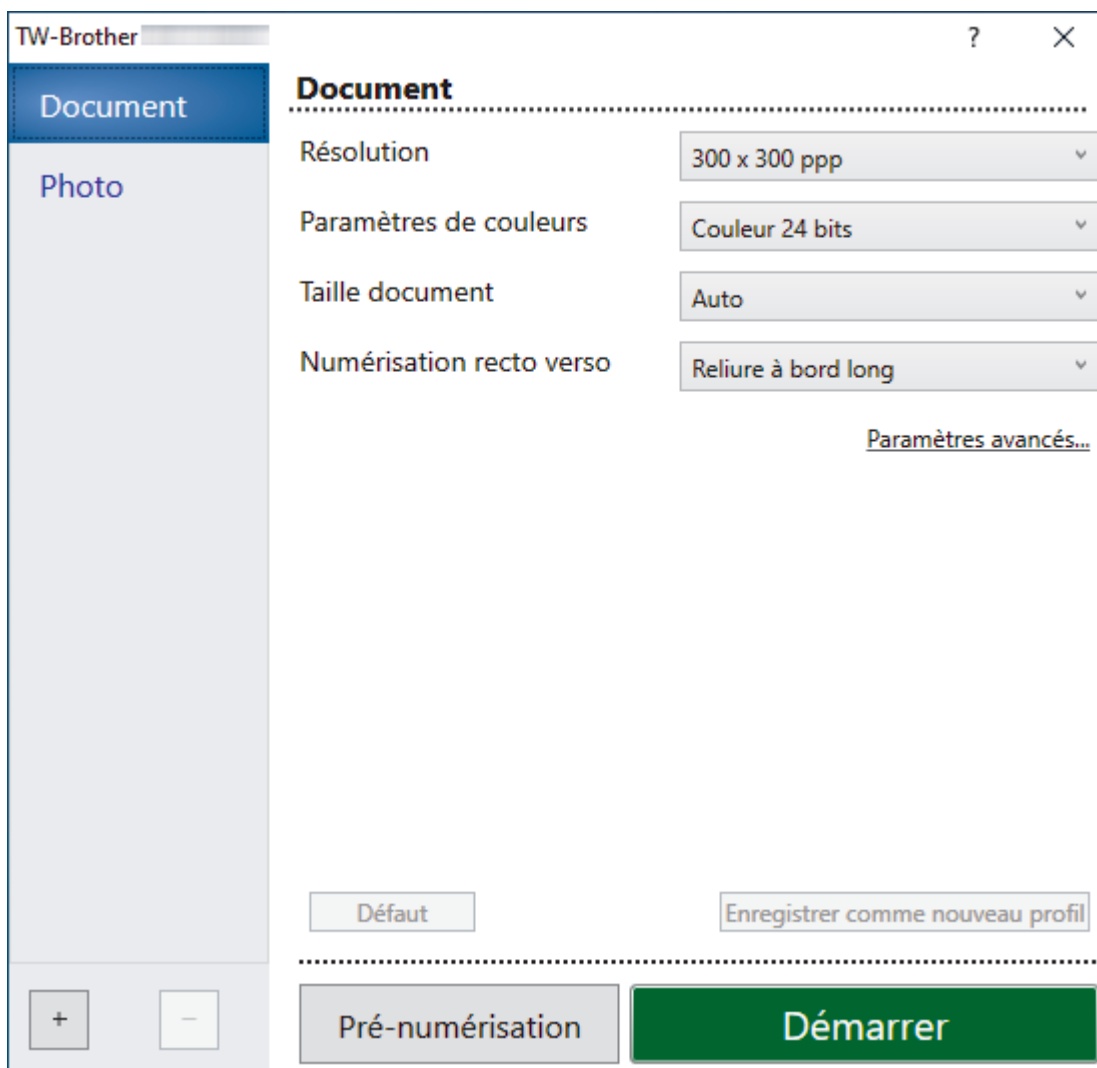 TW-Brother
?
Document
Photo
Document
Résolution
300 x 300 ppp
Paramètres de couleurs
Couleur 24 bits
Taille document
Auto
Numérisation recto verso
Reliure à bord long
Paramètres avancés...
Défaut
Enregistrer comme nouveau profil
+
−
Pré-numérisation
Démarrer